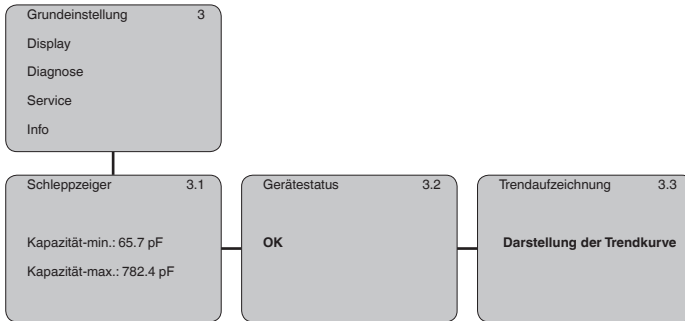 Grundeinstellung 3
Display
Diagnose
Service
Info
Schleppzeiger 3.1
Kapazität-min.: 65.7 pF
Kapazität-max.: 782.4 pF
Gerätestatus 3.2
OK
Trendaufzeichnung 3.3
Darstellung der Trendkurve